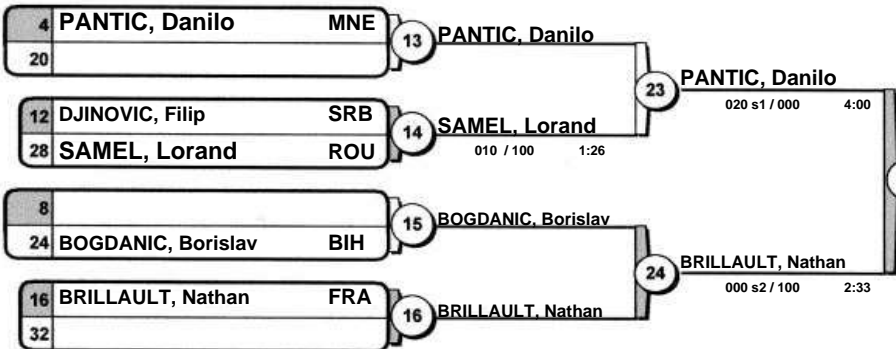 4 PANTIC, Danilo MNE
20
13 PANTIC, Danilo
12 DJINOVIC, Filip SRB
28 SAMEL, Lorand ROU
14 SAMEL, Lorand
010 / 100 1:26
23 PANTIC, Danilo
020 s1 / 000 4:00
8
24 BOGDANIC, Borislav BIH
15 BOGDANIC, Borislav
16 BRILLAULT, Nathan FRA
32
16 BRILLAULT, Nathan
24 BRILLAULT, Nathan
000 s2 / 100 2:33